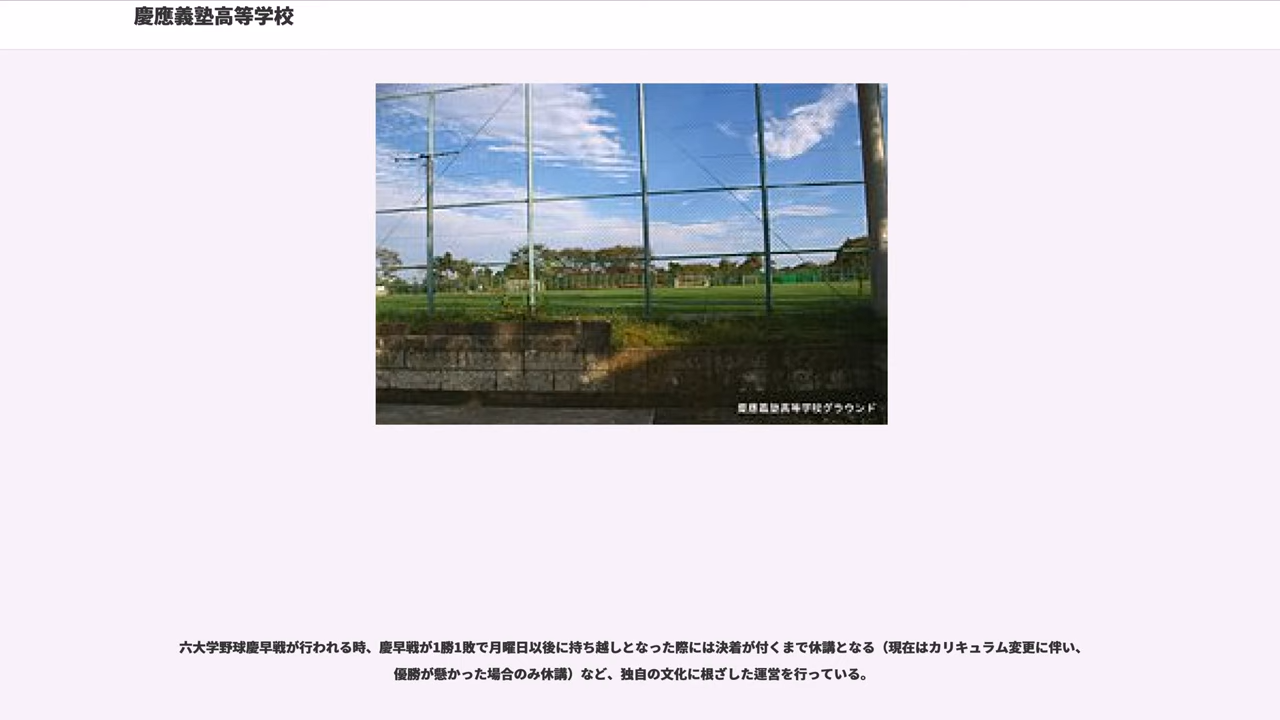 慶應義塾高等学校
慶應義塾高等学校グラウンド
六大学野球慶早戦が行われる時、慶早戦が1勝1敗で月曜日以後に持ち越しとなった際には決着が付くまで休講となる（現在はカリキュラム変更に伴い、
優勝が懸かった場合のみ休講）など、独自の文化に根ざした運営を行っている。